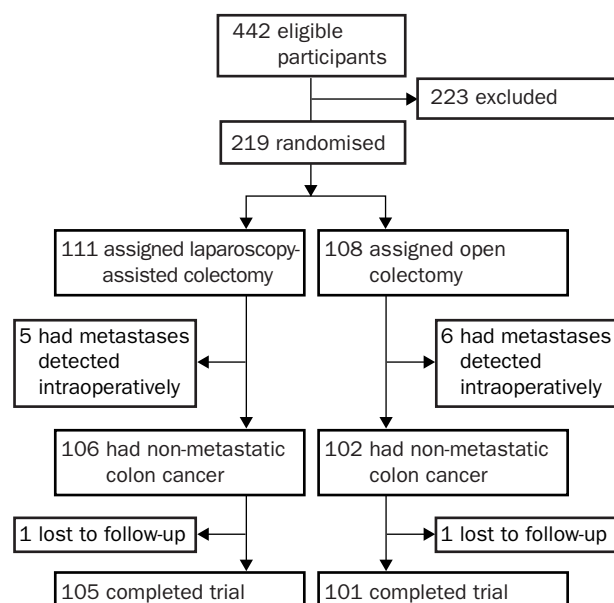 442 eligible
participants
223 excluded
219 randomised
111 assigned laparoscopy-
assisted colectomy
108 assigned open
colectomy
5 had metastases
detected
intraoperatively
6 had metastases
detected
intraoperatively
106 had non-metastatic
colon cancer
102 had non-metastatic
colon cancer
1 lost to follow-up
1 lost to follow-up
105 completed trial
101 completed trial